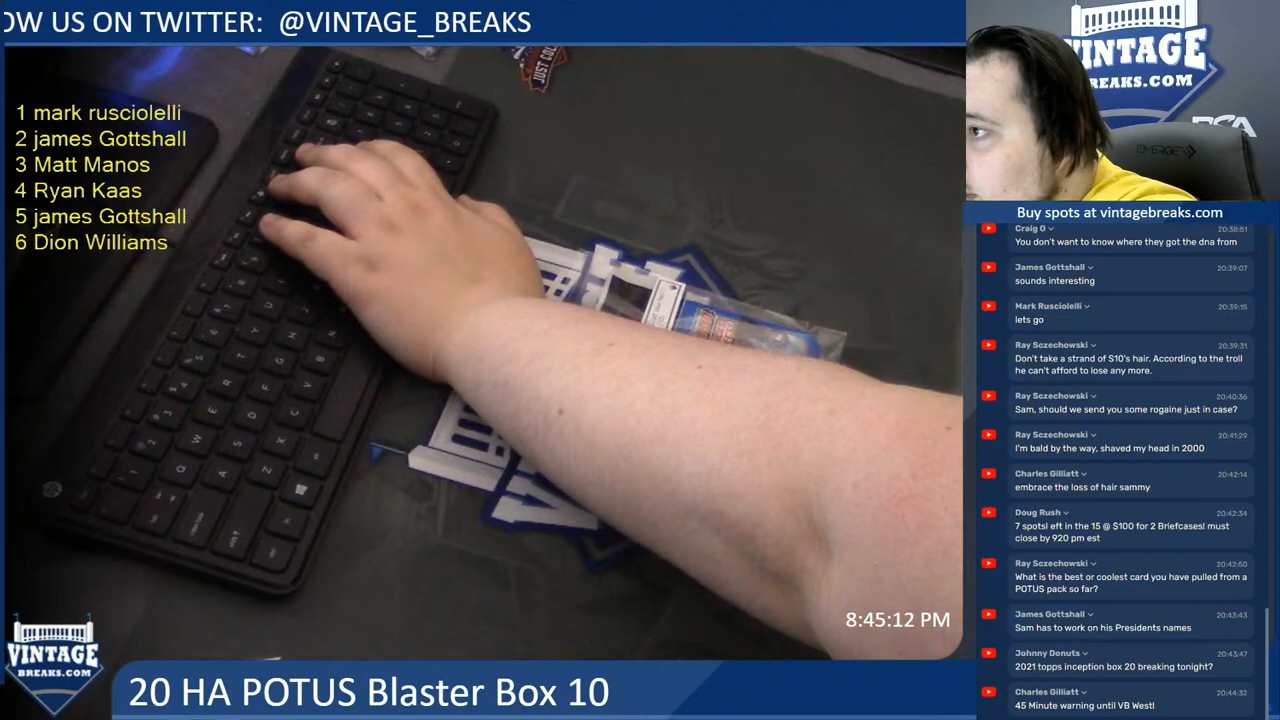 OW US ON TWITTER: @VINTAGE_BREAKS
1 mark rusciolelli
2 james Gottshall
3 Matt Manos
4 Ryan Kaas
5 james Gottshall
6 Dion Williams
JUST COL
VINTAGE
REAKS.COM
PSA
EMERGE
Buy spots at vintagebreaks.com
Craig O 20:38:51
You don't want to know where they got the dna from
James Gottshall 20:39:07
sounds interesting
Mark Rusciolelli 20:39:15
lets go
Ray Sczechowski 20:39:31
Don't take a strand of S10's hair. According to the troll
he can't afford to lose any more.
Ray Sczechowski 20:40:36
Sam, should we send you some rogaine just in case?
Ray Sczechowski 20:41:29
I'm bald by the way, shaved my head in 2000
Charles Gilliatt 20:42:14
embrace the loss of hair sammy
Doug Rush 20:42:34
7 spotsl eft in the 15 @ $100 for 2 Briefcases! must
close by 920 pm est
Ray Sczechowski 20:42:50
What is the best or coolest card you have pulled from a
POTUS pack so far?
James Gottshall 20:43:43
Sam has to work on his Presidents names
Johnny Donuts 20:43:47
2021 topps inception box 20 breaking tonight?
Charles Gilliatt 20:44:32
45 Minute warning until VB West!
8:45:12 PM
VINTAGE
BREAKS.COM
20 HA POTUS Blaster Box 10